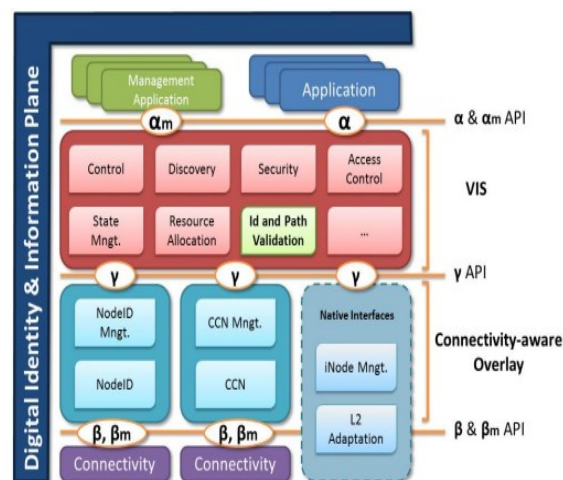 Digital Identity & Information Plane
Management
Application
Application
αm
α
α & αm API
Control
Discovery
Security
Access
Control
VIS
State
Mngt.
Resource
Allocation
Id and Path
Validation
...
γ
γ
γ
γ API
NodeID
Mngt.
CCN Mngt.
Native Interfaces
Connectivity-aware
Overlay
NodeID
CCN
iNode Mngt.
L2
Adaptation
β, βm
β, βm
β & βm API
Connectivity
Connectivity